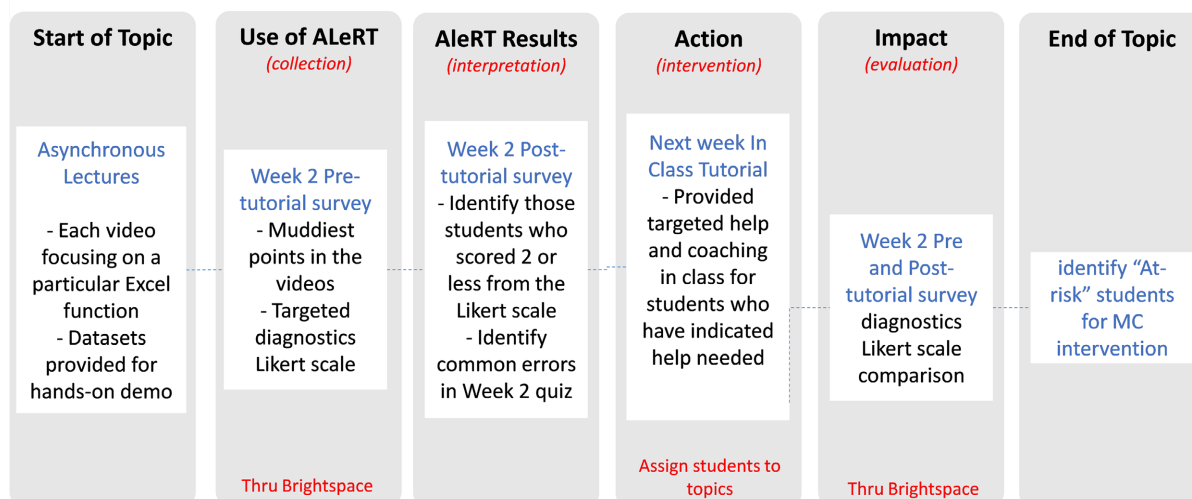 Start of Topic
Asynchronous
Lectures
- Each video
focusing on a
particular Excel
function
- Datasets
provided for
hands-on demo
Use of ALeRT
(collection)
Week 2 Pre-
tutorial survey
- Muddiest
points in the
videos
- Targeted
diagnostics
Likert scale
Thru Brightspace
AleRT Results
(interpretation)
Week 2 Post-
tutorial survey
- Identify those
students who
scored 2 or
less from the
Likert scale
- Identify
common errors
in Week 2 quiz
Action
(intervention)
Next week In
Class Tutorial
- Provided
targeted help
and coaching
in class for
students who
have indicated
help needed
Assign students to
topics
Impact
(evaluation)
Week 2 Pre
and Post-
tutorial survey
diagnostics
Likert scale
comparison
Thru Brightspace
End of Topic
identify “At-
risk” students
for MC
intervention